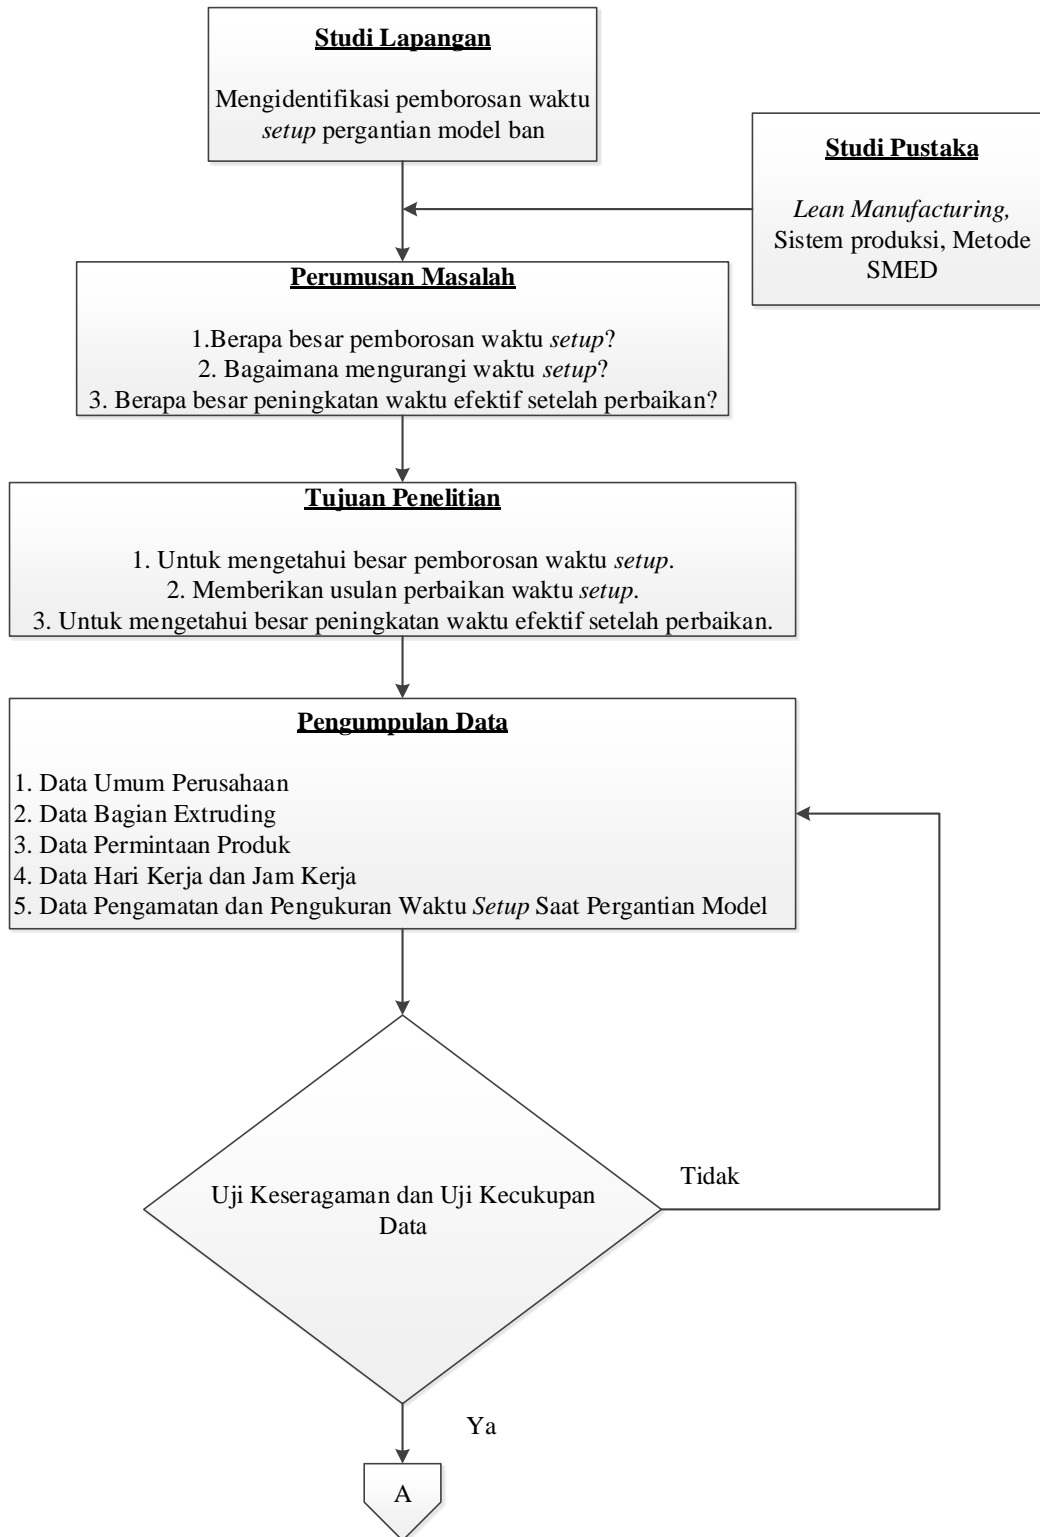 Studi Lapangan
Mengidentifikasi pemborosan waktu
setup pergantian model ban
Studi Pustaka
Lean Manufacturing,
Sistem produksi, Metode
SMED
Perumusan Masalah
1.Berapa besar pemborosan waktu setup?
2. Bagaimana mengurangi waktu setup?
3. Berapa besar peningkatan waktu efektif setelah perbaikan?
Tujuan Penelitian
1. Untuk mengetahui besar pemborosan waktu setup.
2. Memberikan usulan perbaikan waktu setup.
3. Untuk mengetahui besar peningkatan waktu efektif setelah perbaikan.
Pengumpulan Data
1. Data Umum Perusahaan
2. Data Bagian Extruding
3. Data Permintaan Produk
4. Data Hari Kerja dan Jam Kerja
5. Data Pengamatan dan Pengukuran Waktu Setup Saat Pergantian Model
Uji Keseragaman dan Uji Kecukupan
Data
Tidak
Ya
A